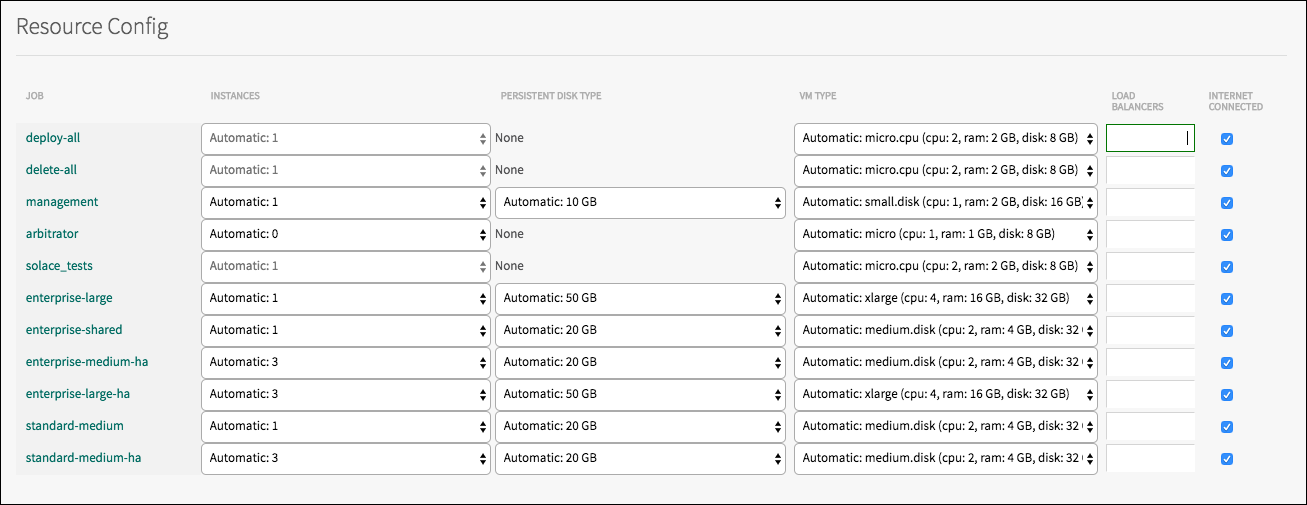 Resource Config
JOB INSTANCES PERSISTENT DISK TYPE VM TYPE LOAD BALANCERS INTERNET CONNECTED
deploy-all Automatic: 1 None Automatic: micro.cpu (cpu: 2, ram: 2 GB, disk: 8 GB)
delete-all Automatic: 1 None Automatic: micro.cpu (cpu: 2, ram: 2 GB, disk: 8 GB)
management Automatic: 1 Automatic: 10 GB Automatic: small.disk (cpu: 1, ram: 2 GB, disk: 16 GB)
arbitrator Automatic: 0 None Automatic: micro (cpu: 1, ram: 1 GB, disk: 8 GB)
solace_tests Automatic: 1 None Automatic: micro.cpu (cpu: 2, ram: 2 GB, disk: 8 GB)
enterprise-large Automatic: 1 Automatic: 50 GB Automatic: xlarge (cpu: 4, ram: 16 GB, disk: 32 GB)
enterprise-shared Automatic: 1 Automatic: 20 GB Automatic: medium.disk (cpu: 2, ram: 4 GB, disk: 32
enterprise-medium-ha Automatic: 3 Automatic: 20 GB Automatic: medium.disk (cpu: 2, ram: 4 GB, disk: 32
enterprise-large-ha Automatic: 3 Automatic: 50 GB Automatic: xlarge (cpu: 4, ram: 16 GB, disk: 32 GB)
standard-medium Automatic: 1 Automatic: 20 GB Automatic: medium.disk (cpu: 2, ram: 4 GB, disk: 32
standard-medium-ha Automatic: 3 Automatic: 20 GB Automatic: medium.disk (cpu: 2, ram: 4 GB, disk: 32